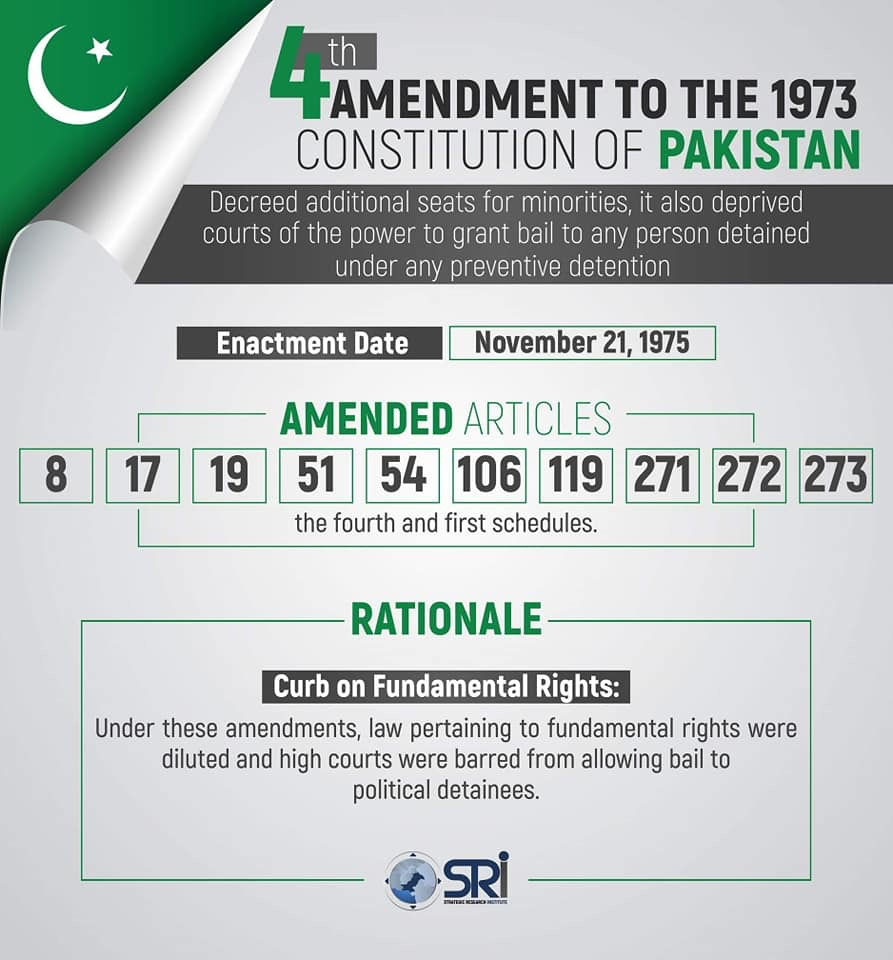 4th
AMENDMENT TO THE 1973
CONSTITUTION OF PAKISTAN
Decreed additional seats for minorities, it also deprived
courts of the power to grant bail to any person detained
under any preventive detention
Enactment Date November 21, 1975
AMENDED ARTICLES
8 17 19 51 54 106 119 271 272 273
the fourth and first schedules.
RATIONALE
Curb on Fundamental Rights:
Under these amendments, law pertaining to fundamental rights were
diluted and high courts were barred from allowing bail to
political detainees.
SRI
STRATEGIC RESEARCH INSTITUTE